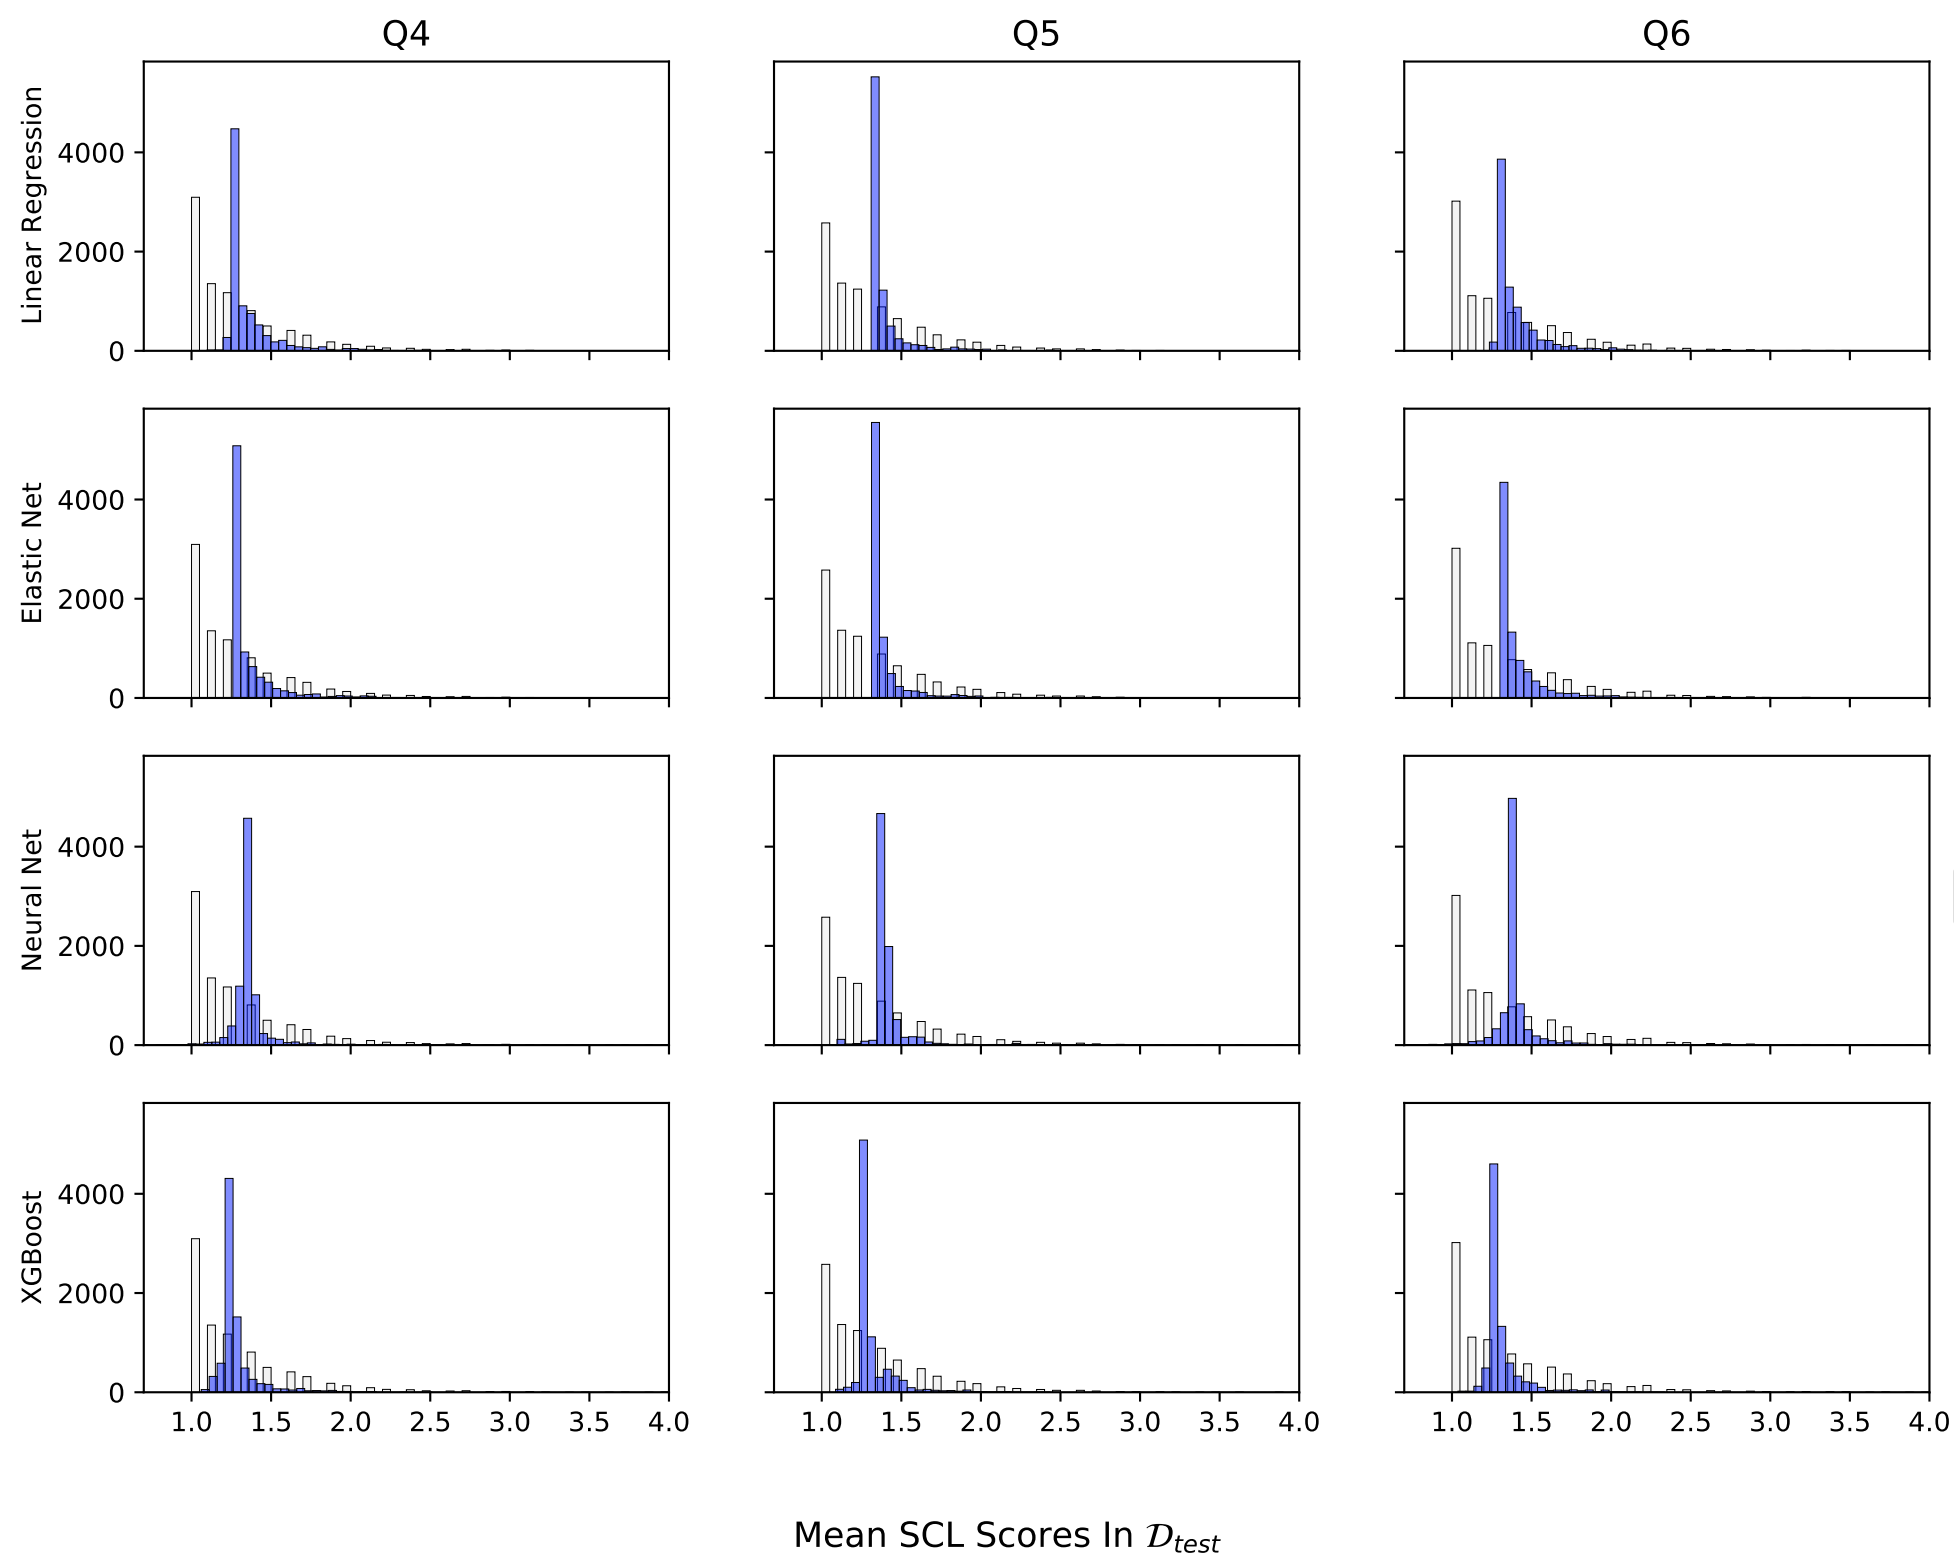 Q4 Q5 Q6
Linear Regression
4000
2000
0
Elastic Net
4000
2000
0
Neural Net
4000
2000
0
XGBoost
4000
2000
0
1.0 1.5 2.0 2.5 3.0 3.5 4.0 1.0 1.5 2.0 2.5 3.0 3.5 4.0 1.0 1.5 2.0 2.5 3.0 3.5 4.0
Mean SCL Scores In 𝒟test